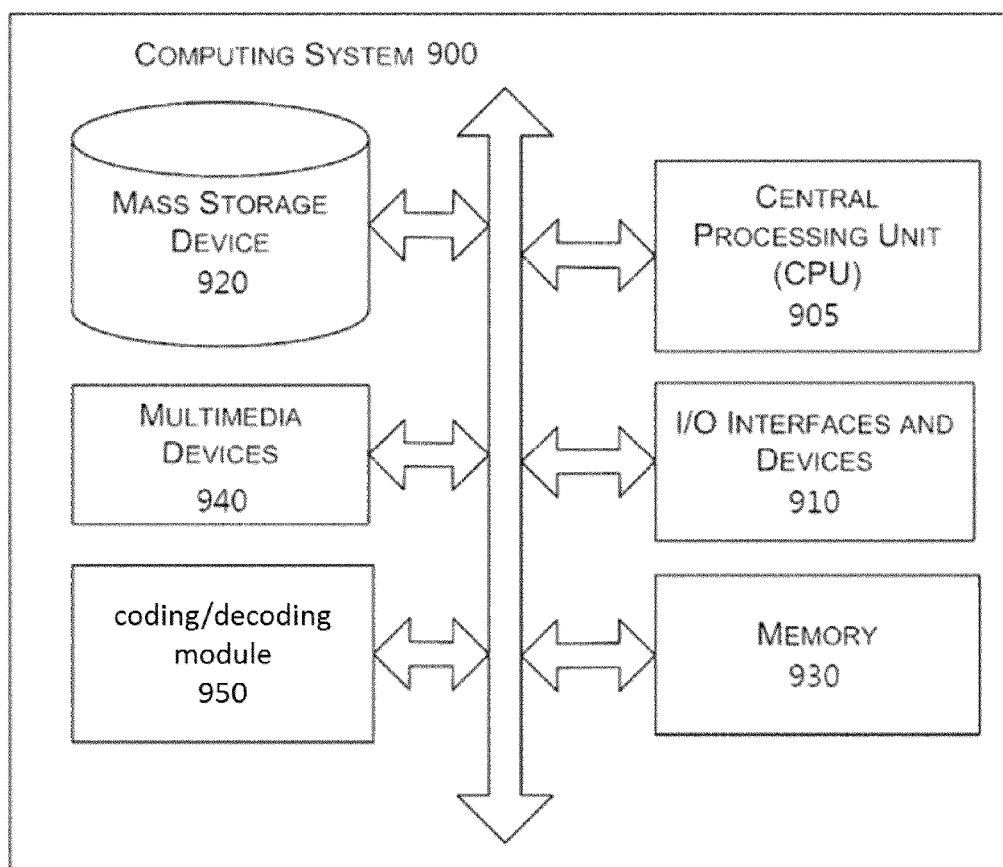 COMPUTING SYSTEM 900
MASS STORAGE
DEVICE
920
CENTRAL
PROCESSING UNIT
(CPU)
905
MULTIMEDIA
DEVICES
940
I/O INTERFACES AND
DEVICES
910
coding/decoding
module
950
MEMORY
930